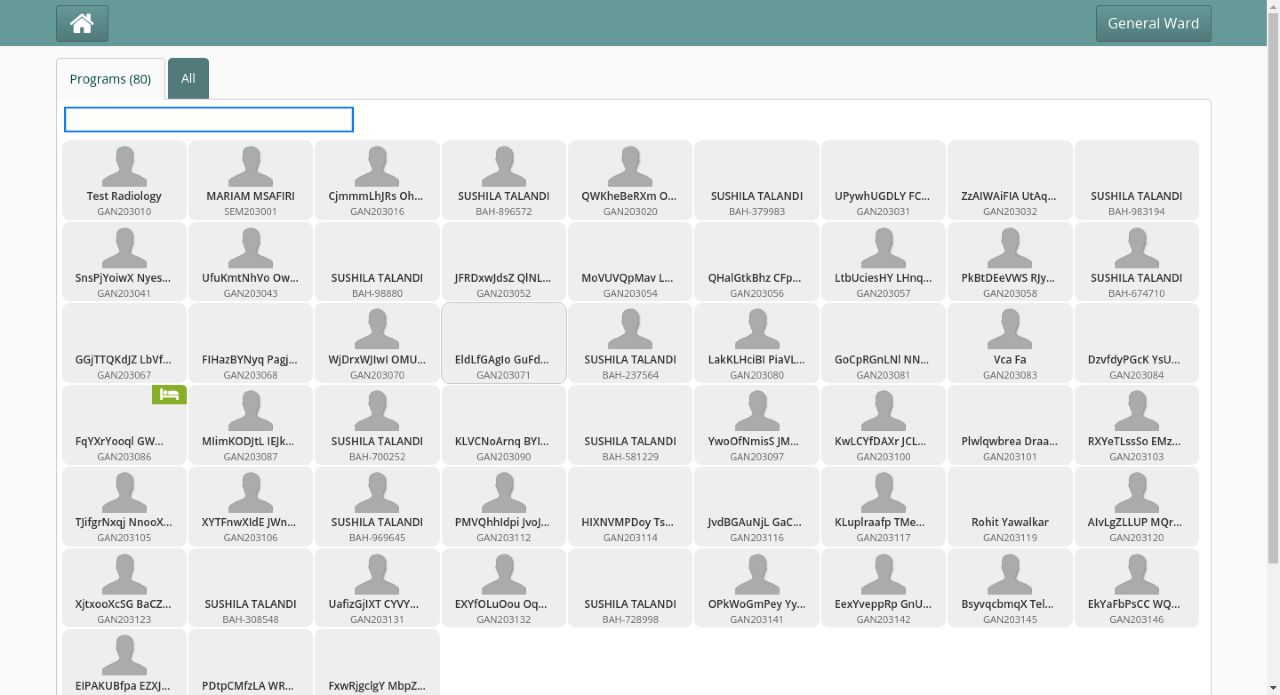 General Ward
Programs (80)
All
Test Radiology
GAN203010
MARIAM MSAFIRI
SEM203001
CjmmmLhJRs Oh...
GAN203016
SUSHILA TALANDI
BAH-896572
QWKheBeRXm O...
GAN203020
SUSHILA TALANDI
BAH-379983
UPywhUGDLY FC...
GAN203031
ZzAIWAiFIA UtAq...
GAN203032
SUSHILA TALANDI
BAH-983194
SnsPjYoiwX Nyes...
GAN203041
UfuKmtNhVo Ow...
GAN203043
SUSHILA TALANDI
BAH-98880
JFRDxwJdsZ QlNL...
GAN203052
MoVUVQpMav L...
GAN203054
QHalGtkBhz CFp...
GAN203056
LtbUciesHY LHnq...
GAN203057
PkBtDEeVWS RJy...
GAN203058
SUSHILA TALANDI
BAH-674710
GGjTTQKdJZ LbVf...
GAN203067
FIHazBYNyq Pagj...
GAN203068
WjDrxWJIwI OMU...
GAN203070
EldLfGAgIo GuFd...
GAN203071
SUSHILA TALANDI
BAH-237564
LakKLHciBI PiaVL...
GAN203080
GoCpRGnLNl NN...
GAN203081
Vca Fa
GAN203083
DzvfdyPGcK YsU...
GAN203084
FqYXrYooql GW...
GAN203086
MIimKODJtL IEJk...
GAN203087
SUSHILA TALANDI
BAH-700252
KLVCNoArnq BYI...
GAN203090
SUSHILA TALANDI
BAH-581229
YwoOfNmisS JM...
GAN203097
KwLCYfDAXr JCL...
GAN203100
Plwlqwbrea Draa...
GAN203101
RXYeTLssSo EMz...
GAN203103
TJifgrNxqj NnooX...
GAN203105
XYTFnwXIdE JWn...
GAN203106
SUSHILA TALANDI
BAH-969645
PMVQhhIdpi JvoJ...
GAN203112
HIXNVMPDoy Ts...
GAN203114
JvdBGAuNjL GaC...
GAN203116
KLuplraafp TMe...
GAN203117
Rohit Yawalkar
GAN203119
AIvLgZLLUP MQr...
GAN203120
XjtxooXcSG BaCZ...
GAN203123
SUSHILA TALANDI
BAH-308548
UafizGjIXT CYVY...
GAN203131
EXYfOLuOou Oq...
GAN203132
SUSHILA TALANDI
BAH-728998
OPkWoGmPey Yy...
GAN203141
EexYveppRp GnU...
GAN203142
BsyvqcbmqX Tel...
GAN203145
EkYaFbPsCC WQ...
GAN203146
EIPAKUBfpa EZXJ...
PDtpCMfzLA WR...
FxwRjgclgY MbpZ...